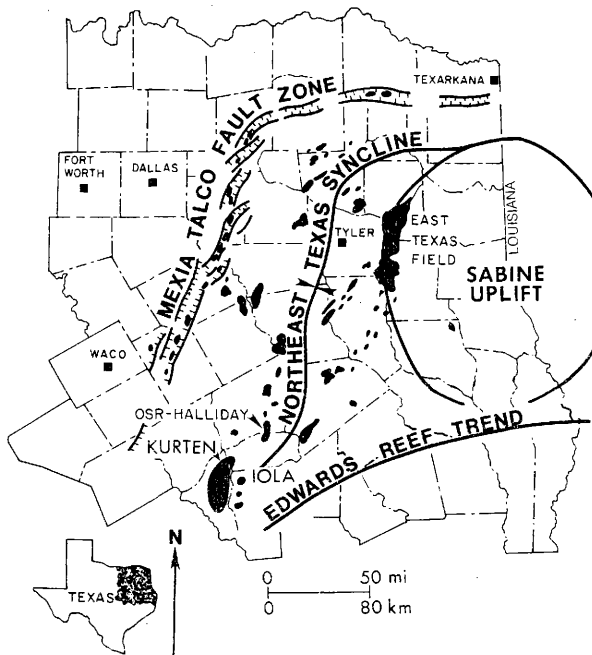 TEXARKANA
MEXIA TALCO FAULT ZONE
FORT
WORTH
DALLAS
NORTHEAST TEXAS SYNCLINE
TYLER
EAST
TEXAS
FIELD
LOUISIANA
SABINE
UPLIFT
WACO
OSR-HALLIDAY
KURTEN
IOLA
EDWARDS REEF TREND
N
TEXAS
0 50 mi
0 80 km